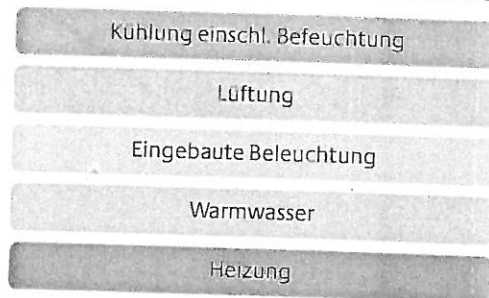 Kühlung einschl. Befeuchtung
Lüftung
Eingebaute Beleuchtung
Warmwasser
Heizung